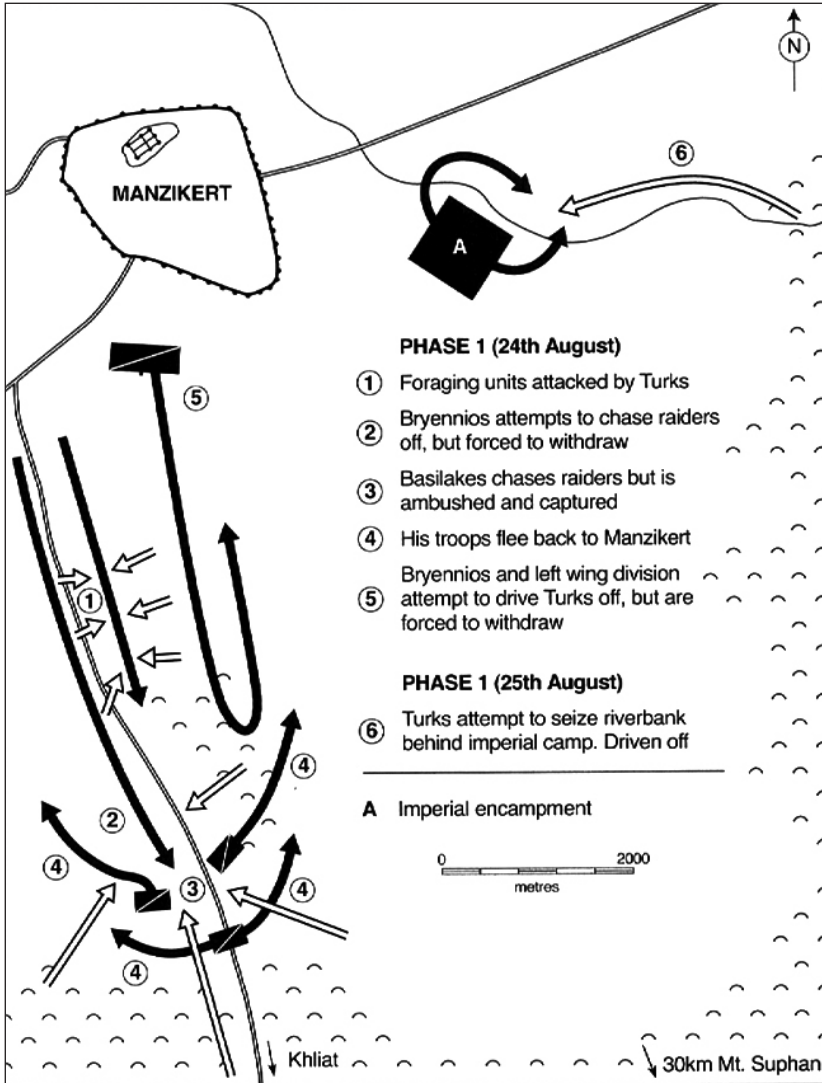 N
6
MANZIKERT
A
PHASE 1 (24th August)
1 Foraging units attacked by Turks
2 Bryennios attempts to chase raiders
off, but forced to withdraw
3 Basilakes chases raiders but is
ambushed and captured
4 His troops flee back to Manzikert
5 Bryennios and left wing division
attempt to drive Turks off, but are
forced to withdraw
PHASE 1 (25th August)
6 Turks attempt to seize riverbank
behind imperial camp. Driven off
A Imperial encampment
0 2000
metres
5
1
2
4
4
3
4
4
Khliat
30km Mt. Suphan